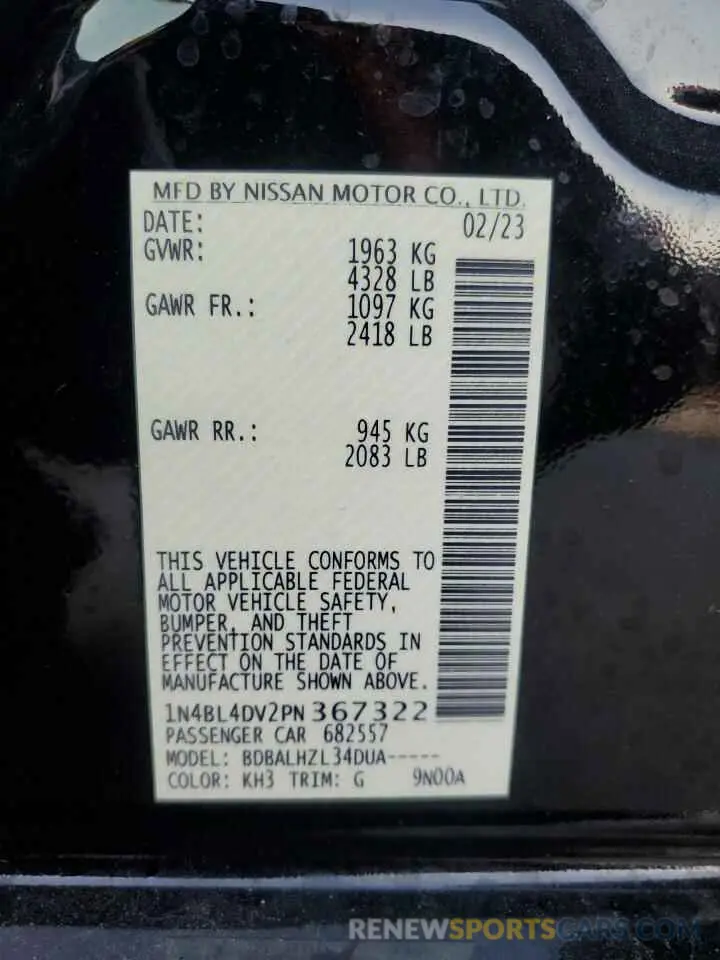 MFD BY NISSAN MOTOR CO., LTD.
DATE: 02/23
GVWR: 1963 KG
4328 LB
GAWR FR.: 1097 KG
2418 LB
GAWR RR.: 945 KG
2083 LB
THIS VEHICLE CONFORMS TO
ALL APPLICABLE FEDERAL
MOTOR VEHICLE SAFETY,
BUMPER, AND THEFT
PREVENTION STANDARDS IN
EFFECT ON THE DATE OF
MANUFACTURE SHOWN ABOVE.
1N4BL4DV2PN367322
PASSENGER CAR 682557
MODEL: BDBALHZL34DUA-----
COLOR: KH3 TRIM: G 9N00A
RENEWSPORTSCARS.COM